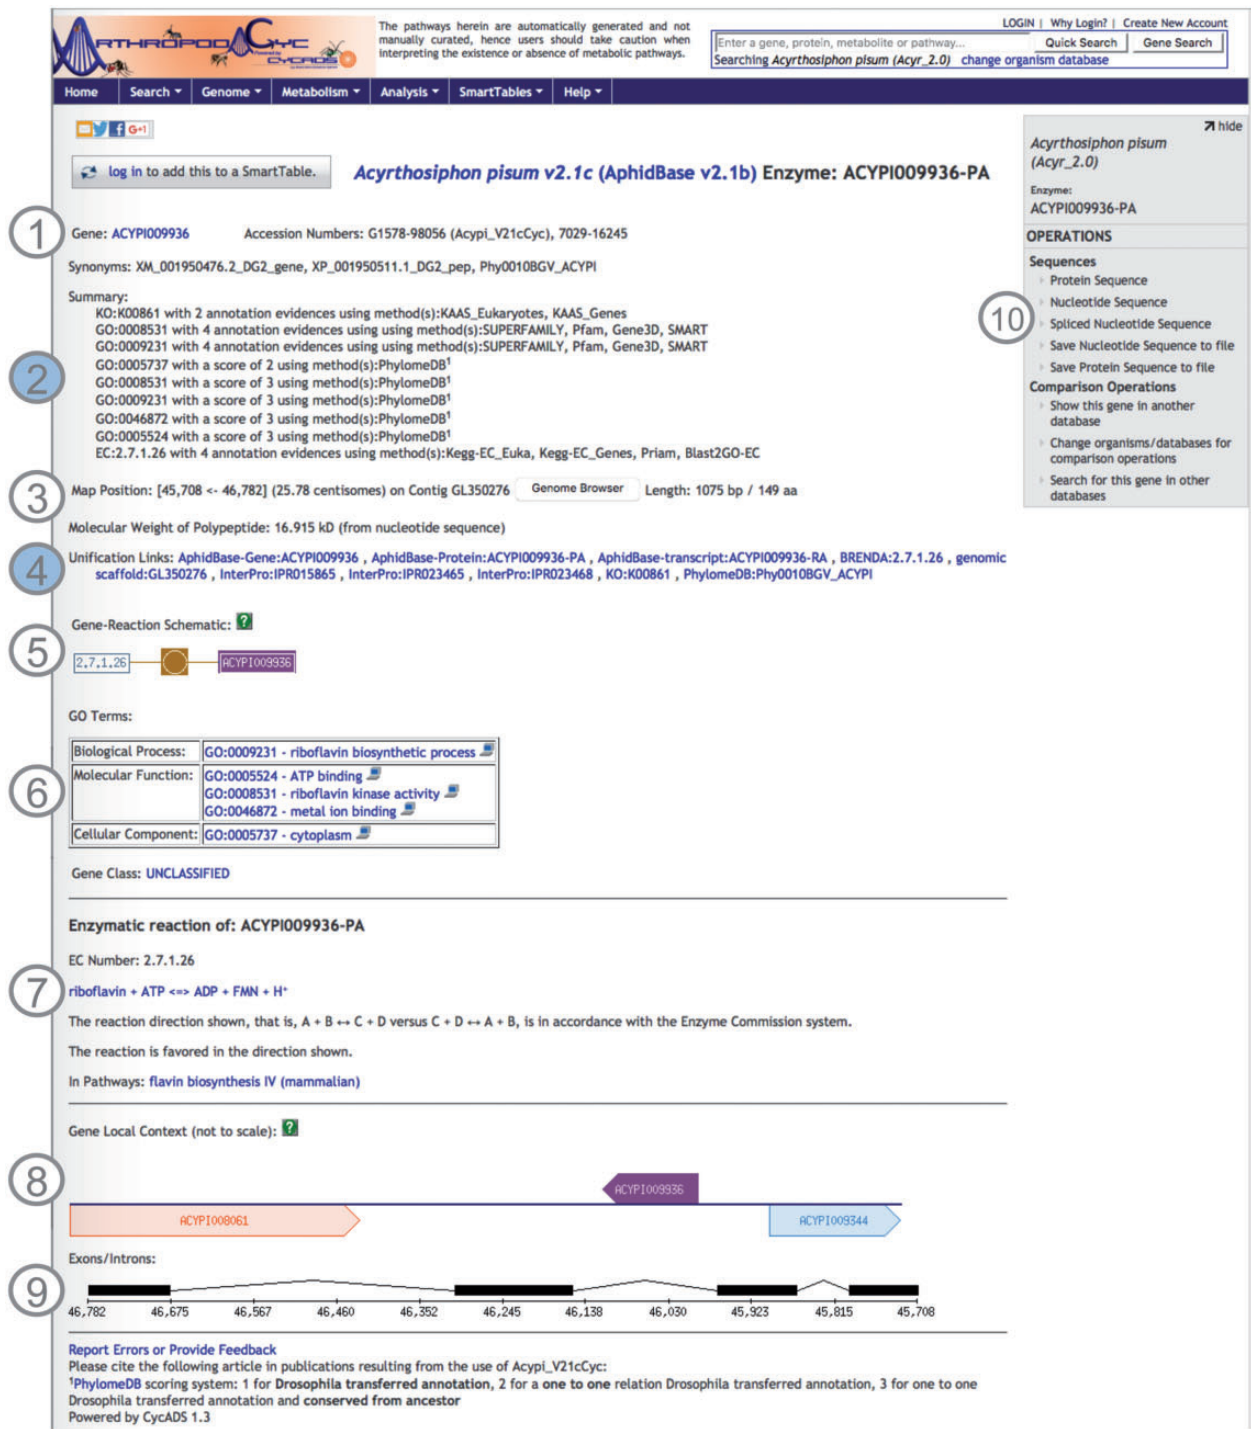 ARTHROPODACYC
Powered by
CYCADS
The pathways herein are automatically generated and not
manually curated, hence users should take caution when
interpreting the existence or absence of metabolic pathways.
LOGIN | Why Login? | Create New Account
Enter a gene, protein, metabolite or pathway... Quick Search Gene Search
Searching Acyrthosiphon pisum (Acyr_2.0) change organism database
Home Search Genome Metabolism Analysis SmartTables Help
G+1
log in to add this to a SmartTable.
Acyrthosiphon pisum v2.1c (AphidBase v2.1b) Enzyme: ACYPI009936-PA
1
Gene: ACYPI009936 Accession Numbers: G1578-98056 (Acypi_V21cCyc), 7029-16245
Synonyms: XM_001950476.2_DG2_gene, XP_001950511.1_DG2_pep, Phy0010BGV_ACYPI
Summary:
KO:K00861 with 2 annotation evidences using method(s):KAAS_Eukaryotes, KAAS_Genes
GO:0008531 with 4 annotation evidences using using method(s):SUPERFAMILY, Pfam, Gene3D, SMART
GO:0009231 with 4 annotation evidences using using method(s):SUPERFAMILY, Pfam, Gene3D, SMART
2
GO:0005737 with a score of 2 using method(s):PhylomeDB¹
GO:0008531 with a score of 3 using method(s):PhylomeDB¹
GO:0009231 with a score of 3 using method(s):PhylomeDB¹
GO:0046872 with a score of 3 using method(s):PhylomeDB¹
GO:0005524 with a score of 3 using method(s):PhylomeDB¹
EC:2.7.1.26 with 4 annotation evidences using method(s):Kegg-EC_Euka, Kegg-EC_Genes, Priam, Blast2GO-EC
3
Map Position: [45,708 <- 46,782] (25.78 centisomes) on Contig GL350276 Genome Browser Length: 1075 bp / 149 aa
Molecular Weight of Polypeptide: 16.915 kD (from nucleotide sequence)
4
Unification Links: AphidBase-Gene:ACYPI009936 , AphidBase-Protein:ACYPI009936-PA , AphidBase-transcript:ACYPI009936-RA , BRENDA:2.7.1.26 , genomic
scaffold:GL350276 , InterPro:IPR015865 , InterPro:IPR023465 , InterPro:IPR023468 , KO:K00861 , PhylomeDB:Phy0010BGV_ACYPI
Gene-Reaction Schematic: ?
5
2.7.1.26 ACYPI009936
GO Terms:
6
Biological Process: GO:0009231 - riboflavin biosynthetic process
Molecular Function: GO:0005524 - ATP binding
GO:0008531 - riboflavin kinase activity
GO:0046872 - metal ion binding
Cellular Component: GO:0005737 - cytoplasm
Gene Class: UNCLASSIFIED
Enzymatic reaction of: ACYPI009936-PA
EC Number: 2.7.1.26
7
riboflavin + ATP <=> ADP + FMN + H⁺
The reaction direction shown, that is, A + B ↔ C + D versus C + D ↔ A + B, is in accordance with the Enzyme Commission system.
The reaction is favored in the direction shown.
In Pathways: flavin biosynthesis IV (mammalian)
Gene Local Context (not to scale): ?
8
ACYPI009936
ACYPI008061 ACYPI009344
Exons/Introns:
9
46,782 46,675 46,567 46,460 46,352 46,245 46,138 46,030 45,923 45,815 45,708
Report Errors or Provide Feedback
Please cite the following article in publications resulting from the use of Acypi_V21cCyc:
¹PhylomeDB scoring system: 1 for Drosophila transferred annotation, 2 for a one to one relation Drosophila transferred annotation, 3 for one to one
Drosophila transferred annotation and conserved from ancestor
Powered by CycADS 1.3
hide
Acyrthosiphon pisum
(Acyr_2.0)
Enzyme:
ACYPI009936-PA
OPERATIONS
Sequences
Protein Sequence
Nucleotide Sequence
10
Spliced Nucleotide Sequence
Save Nucleotide Sequence to file
Save Protein Sequence to file
Comparison Operations
Show this gene in another
database
Change organisms/databases for
comparison operations
Search for this gene in other
databases